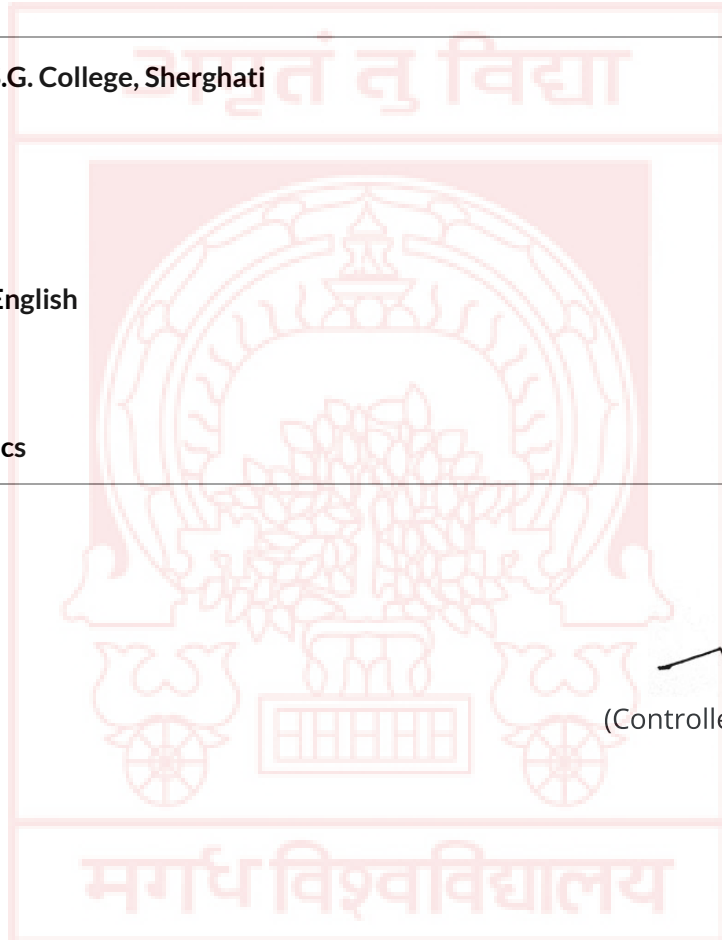 अमृतं तु विद्या
.G. College, Sherghati
English
cs
(Controlle
मगध विश्वविद्यालय